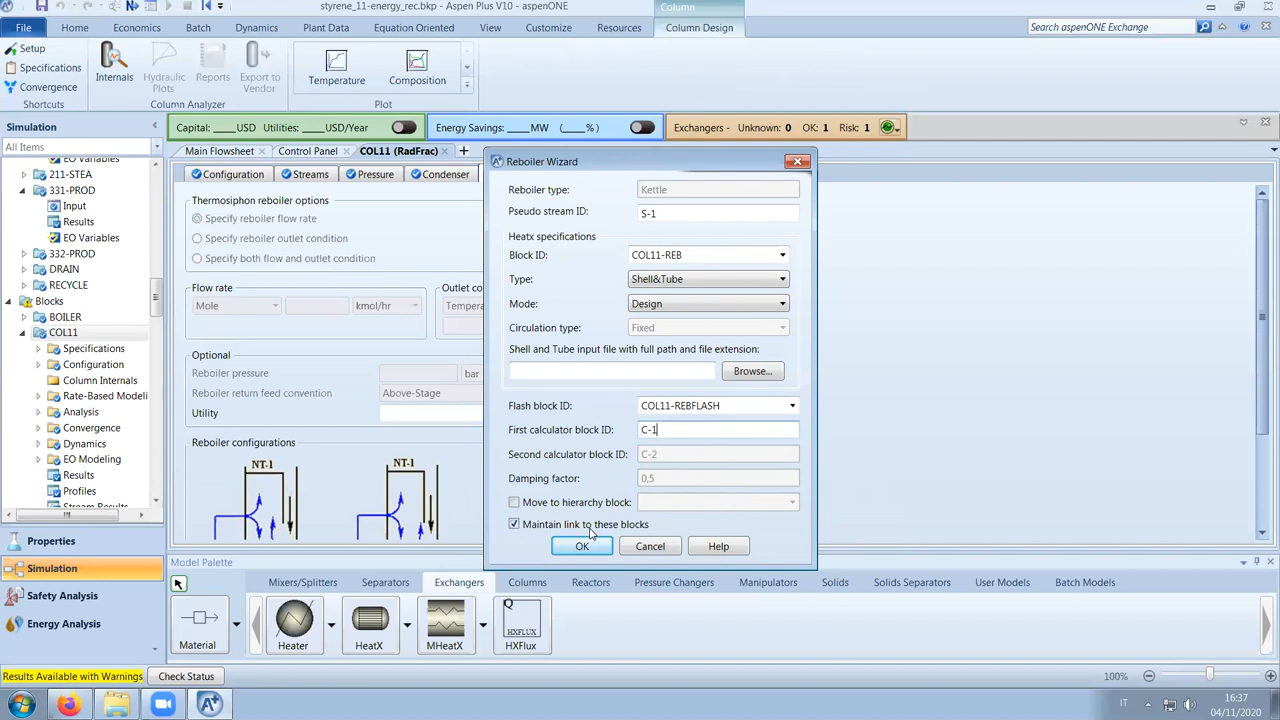 styrene_11-energy_rec.bkp - Aspen Plus V10 - aspenONE
Column
File Home Economics Batch Dynamics Plant Data Equation Oriented View Customize Resources Column Design
Search aspenONE Exchange
Setup
Specifications
Convergence
Shortcuts
Internals
Hydraulic Plots
Reports
Export to Vendor
Column Analyzer
Temperature
Composition
Plot
Capital: ____USD Utilities: ____USD/Year
Energy Savings: ____MW (____%)
Exchangers - Unknown: 0 OK: 1 Risk: 1
Simulation
All Items
Main Flowsheet Control Panel COL11 (RadFrac)
EO Variables
211-STEA
331-PROD
Input
Results
EO Variables
332-PROD
DRAIN
RECYCLE
Blocks
BOILER
COL11
Specifications
Configuration
Column Internals
Rate-Based Modeli
Analysis
Convergence
Dynamics
EO Modeling
Results
Profiles
Stream Results
Properties
Simulation
Safety Analysis
Energy Analysis
Configuration Streams Pressure Condenser
Thermosiphon reboiler options
Specify reboiler flow rate
Specify reboiler outlet condition
Specify both flow and outlet condition
Flow rate
Mole kmol/hr
Outlet co
Tempera
Optional
Reboiler pressure bar
Reboiler return feed convention Above-Stage
Utility
Reboiler configurations
NT-1 NT-1
Reboiler Wizard
Reboiler type: Kettle
Pseudo stream ID: S-1
Heatx specifications
Block ID: COL11-REB
Type: Shell&Tube
Mode: Design
Circulation type: Fixed
Shell and Tube input file with full path and file extension:
Browse...
Flash block ID: COL11-REBFLASH
First calculator block ID: C-1
Second calculator block ID: C-2
Damping factor: 0,5
Move to hierarchy block:
Maintain link to these blocks
OK Cancel Help
Model Palette
Mixers/Splitters Separators Exchangers Columns Reactors Pressure Changers Manipulators Solids Solids Separators User Models Batch Models
Material
Heater
HeatX
MHeatX
Q
HXFLUX
HXFlux
Results Available with Warnings Check Status
100%
IT
16:37
04/11/2020